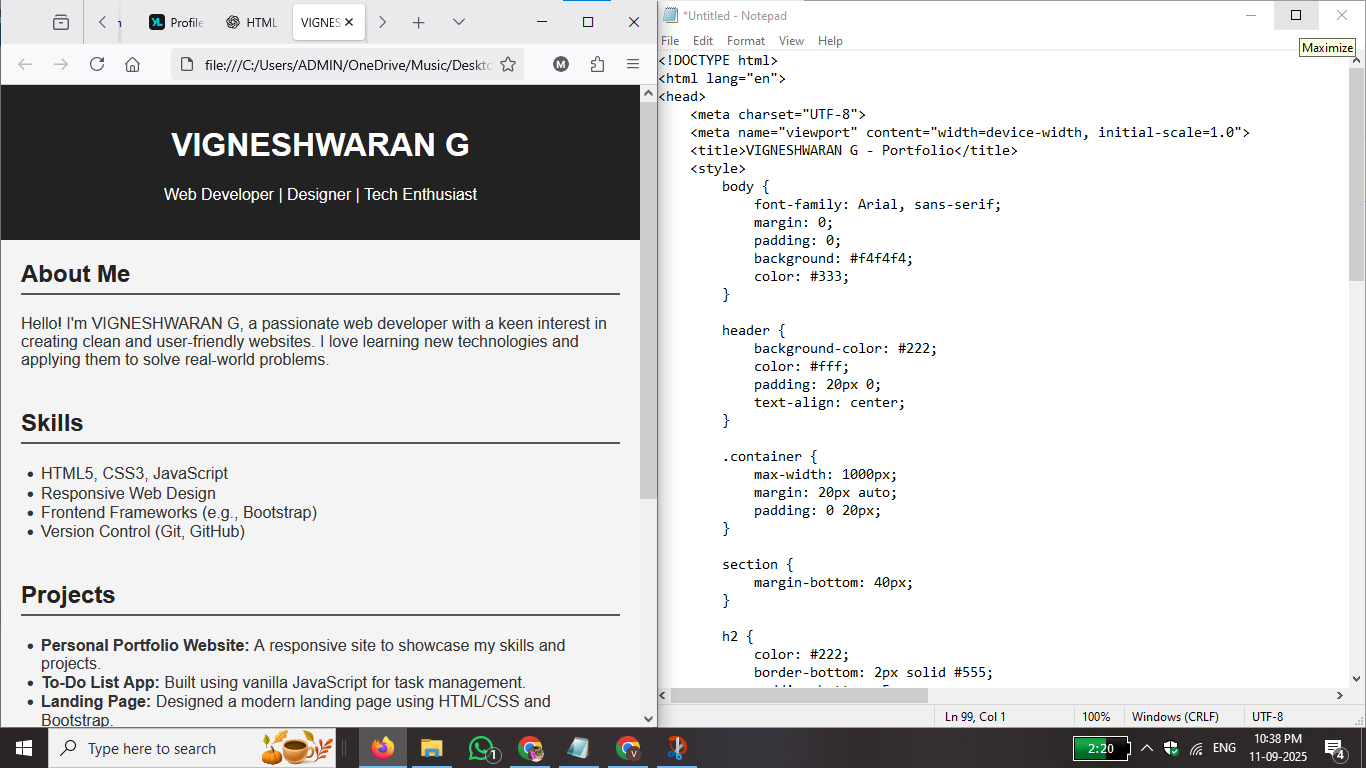 Profile
HTML
VIGNES
file:///C:/Users/ADMIN/OneDrive/Music/Deskto
M
VIGNESHWARAN G
Web Developer | Designer | Tech Enthusiast
About Me
Hello! I'm VIGNESHWARAN G, a passionate web developer with a keen interest in
creating clean and user-friendly websites. I love learning new technologies and
applying them to solve real-world problems.
Skills
• HTML5, CSS3, JavaScript
• Responsive Web Design
• Frontend Frameworks (e.g., Bootstrap)
• Version Control (Git, GitHub)
Projects
• Personal Portfolio Website: A responsive site to showcase my skills and
projects.
• To-Do List App: Built using vanilla JavaScript for task management.
• Landing Page: Designed a modern landing page using HTML/CSS and
Bootstrap.
*Untitled - Notepad
File Edit Format View Help
Maximize
<!DOCTYPE html>
<html lang="en">
<head>
    <meta charset="UTF-8">
    <meta name="viewport" content="width=device-width, initial-scale=1.0">
    <title>VIGNESHWARAN G - Portfolio</title>
    <style>
        body {
            font-family: Arial, sans-serif;
            margin: 0;
            padding: 0;
            background: #f4f4f4;
            color: #333;
        }
        header {
            background-color: #222;
            color: #fff;
            padding: 20px 0;
            text-align: center;
        }
        .container {
            max-width: 1000px;
            margin: 20px auto;
            padding: 0 20px;
        }
        section {
            margin-bottom: 40px;
        }
        h2 {
            color: #222;
            border-bottom: 2px solid #555;
Ln 99, Col 1
100%
Windows (CRLF)
UTF-8
Type here to search
1
V
2:20
ENG
10:38 PM
11-09-2025
4